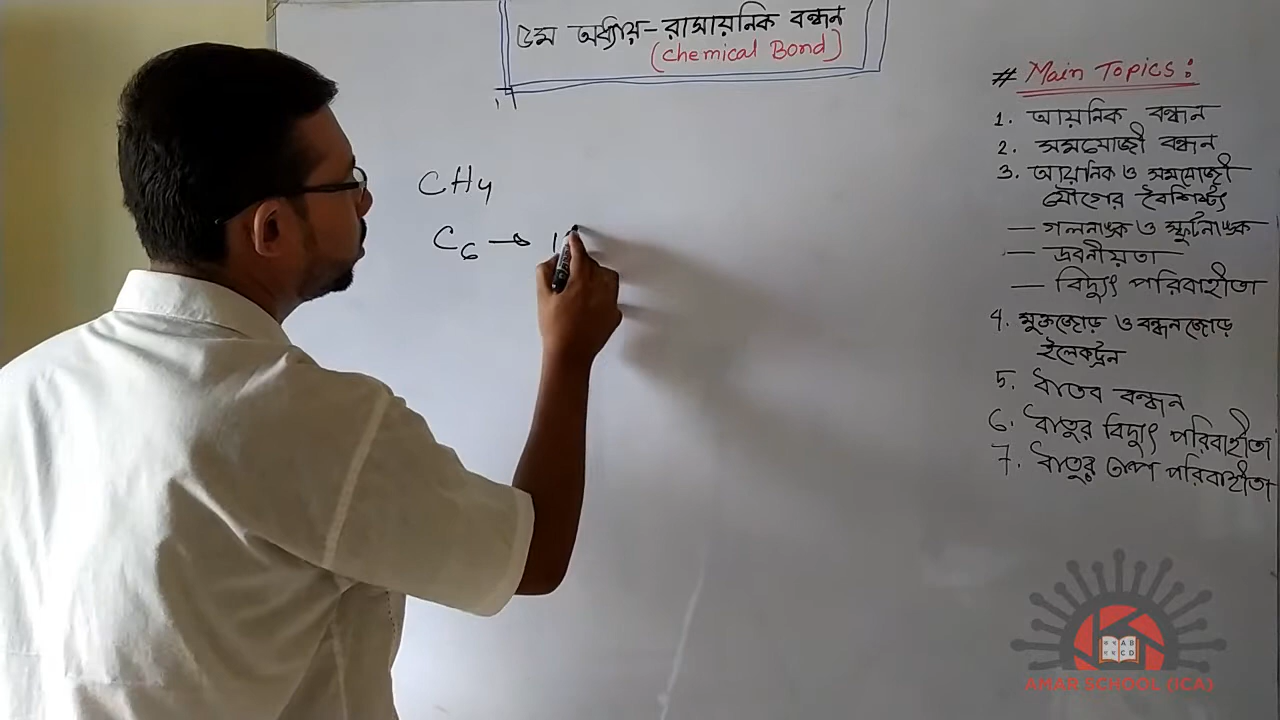 ৫ম অধ্যায়-রাসায়নিক বন্ধন
(Chemical Bond)
CH4
C6 → 1
# Main Topics:
1. আয়নিক বন্ধন
2. সমযোজী বন্ধন
3. আয়নিক ও সমযোজী
যৌগের বৈশিষ্ট্য
— গলনাঙ্ক ও স্ফুটনাঙ্ক
— দ্রবনীয়তা
— বিদ্যুৎ পরিবাহীতা
4. মুক্তজোড় ও বন্ধনজোড়
ইলেকট্রন
5. ধাতব বন্ধন
6. ধাতুর বিদ্যুৎ পরিবাহীতা
7. ধাতুর তাপ পরিবাহীতা
AMAR SCHOOL (ICA)